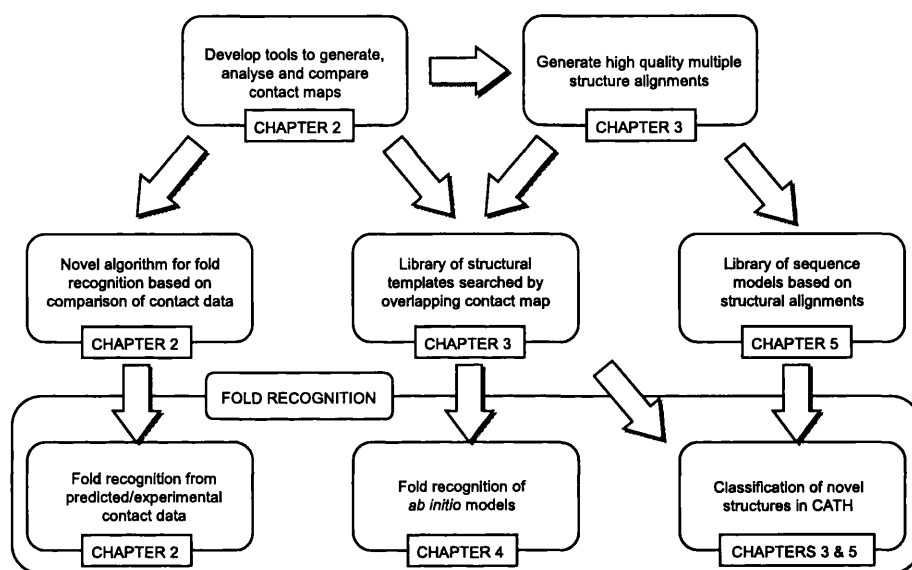 Develop tools to generate,
analyse and compare
contact maps
CHAPTER 2
Generate high quality multiple
structure alignments
CHAPTER 3
Novel algorithm for fold
recognition based on
comparison of contact data
CHAPTER 2
Library of structural
templates searched by
overlapping contact map
CHAPTER 3
Library of sequence
models based on
structural alignments
CHAPTER 5
FOLD RECOGNITION
Fold recognition from
predicted/experimental
contact data
CHAPTER 2
Fold recognition of
ab initio models
CHAPTER 4
Classification of novel
structures in CATH
CHAPTERS 3 & 5